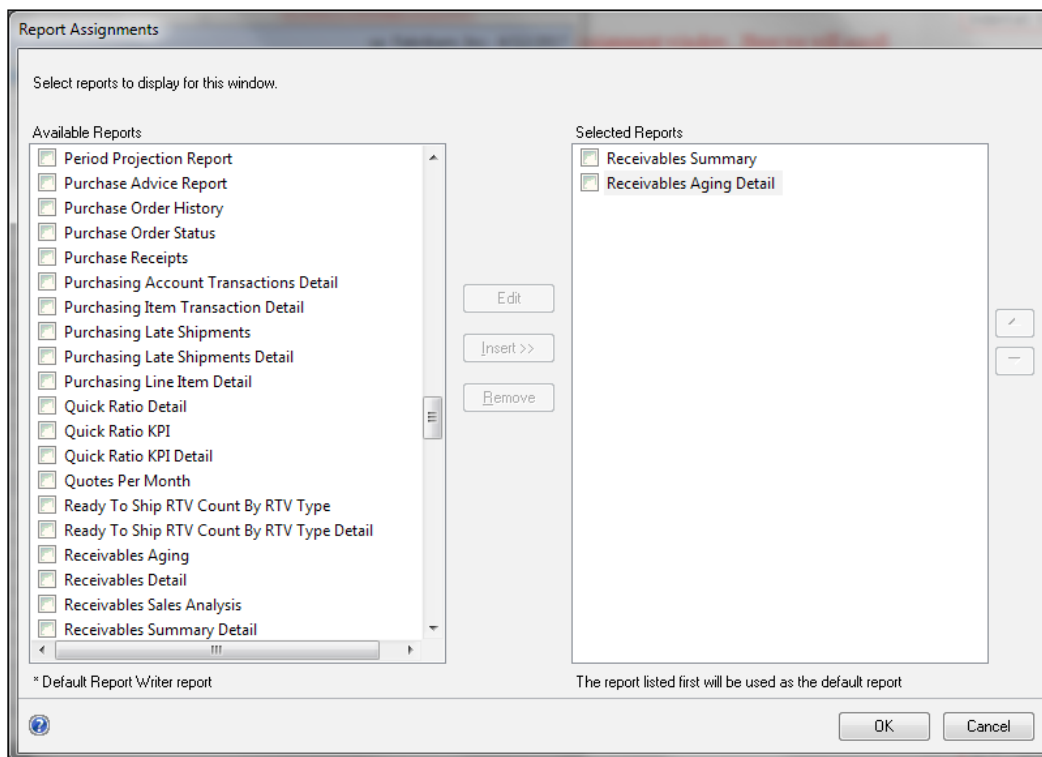 Report Assignments
Select reports to display for this window.
Available Reports
Period Projection Report
Purchase Advice Report
Purchase Order History
Purchase Order Status
Purchase Receipts
Purchasing Account Transactions Detail
Purchasing Item Transaction Detail
Purchasing Late Shipments
Purchasing Late Shipments Detail
Purchasing Line Item Detail
Quick Ratio Detail
Quick Ratio KPI
Quick Ratio KPI Detail
Quotes Per Month
Ready To Ship RTV Count By RTV Type
Ready To Ship RTV Count By RTV Type Detail
Receivables Aging
Receivables Detail
Receivables Sales Analysis
Receivables Summary Detail
* Default Report Writer report
Edit
Insert >>
Remove
Selected Reports
Receivables Summary
Receivables Aging Detail
The report listed first will be used as the default report
OK
Cancel